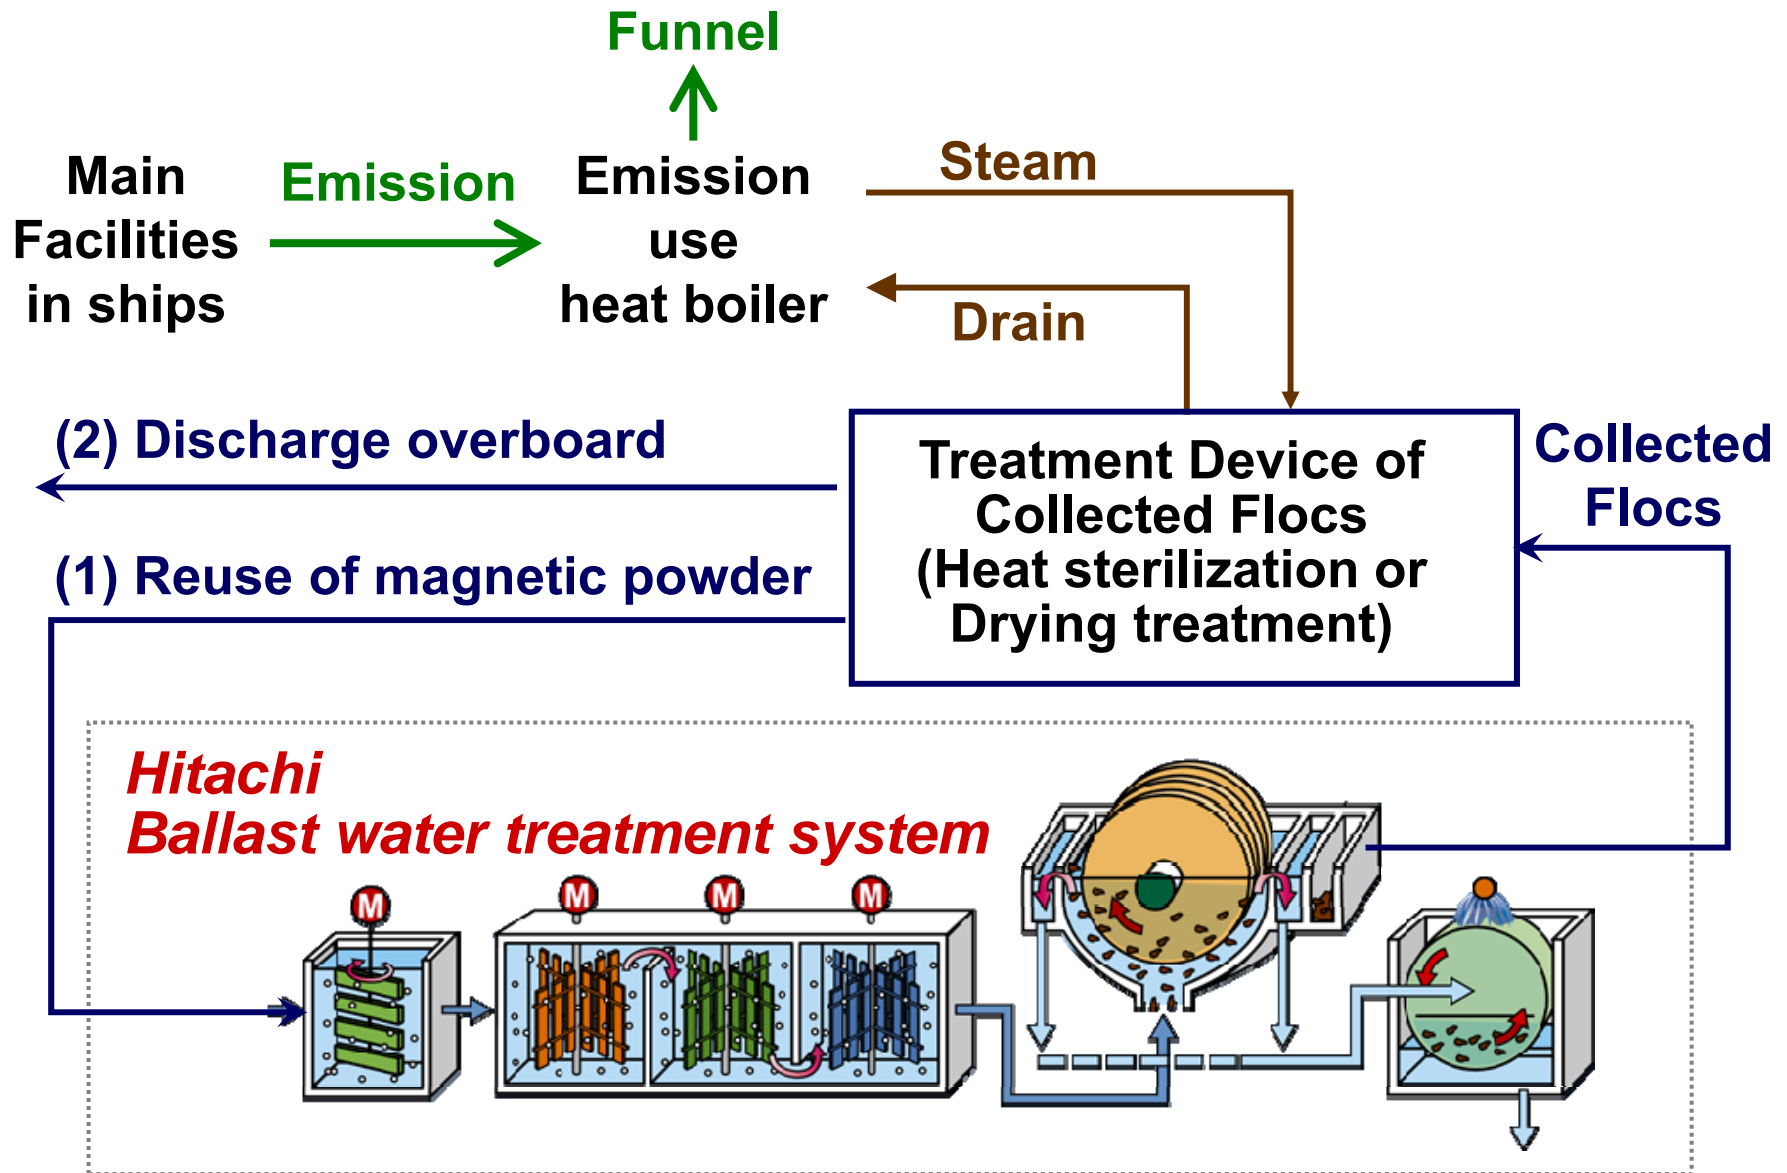 Funnel
Main
Facilities
in ships
Emission
Emission
use
heat boiler
Steam
Drain
(2) Discharge overboard
(1) Reuse of magnetic powder
Treatment Device of
Collected Flocs
(Heat sterilization or
Drying treatment)
Collected
Flocs
Hitachi
Ballast water treatment system
M
M
M
M